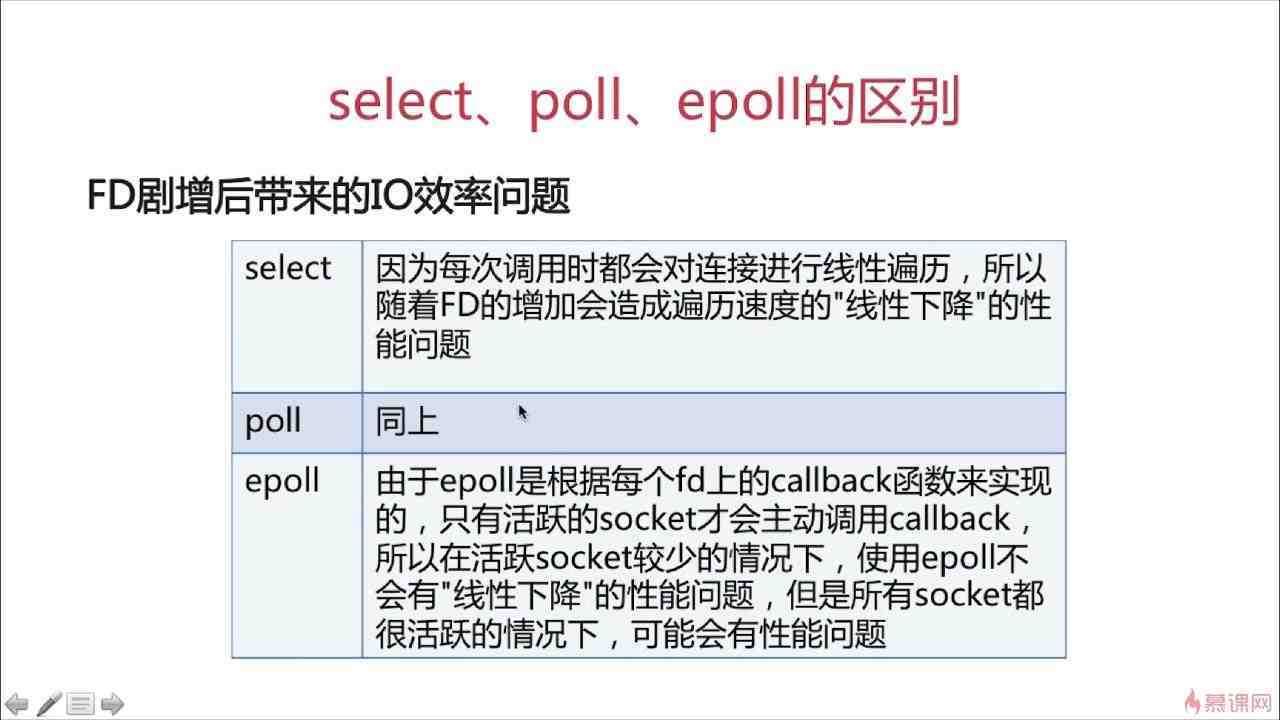 select、poll、epoll的区别
FD剧增后带来的IO效率问题
select
因为每次调用时都会对连接进行线性遍历，所以
随着FD的增加会造成遍历速度的"线性下降"的性
能问题
poll
同上
epoll
由于epoll是根据每个fd上的callback函数来实现
的，只有活跃的socket才会主动调用callback，
所以在活跃socket较少的情况下，使用epoll不
会有"线性下降"的性能问题，但是所有socket都
很活跃的情况下，可能会有性能问题
慕课网